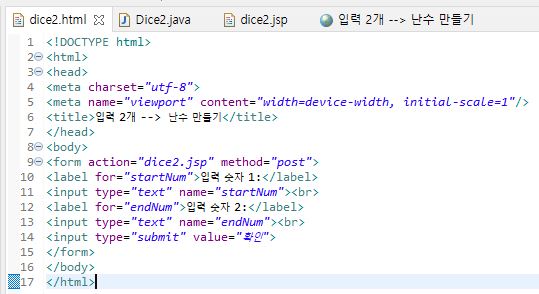 dice2.html Dice2.java dice2.jsp 입력 2개 --> 난수 만들기
1 <!DOCTYPE html>
2 <html>
3 <head>
4 <meta charset="utf-8">
5 <meta name="viewport" content="width=device-width, initial-scale=1"/>
6 <title>입력 2개 --> 난수 만들기</title>
7 </head>
8 <body>
9 <form action="dice2.jsp" method="post">
10 <label for="startNum">입력 숫자 1:</label>
11 <input type="text" name="startNum"><br>
12 <label for="endNum">입력 숫자 2:</label>
13 <input type="text" name="endNum"><br>
14 <input type="submit" value="확인">
15 </form>
16 </body>
17 </html>